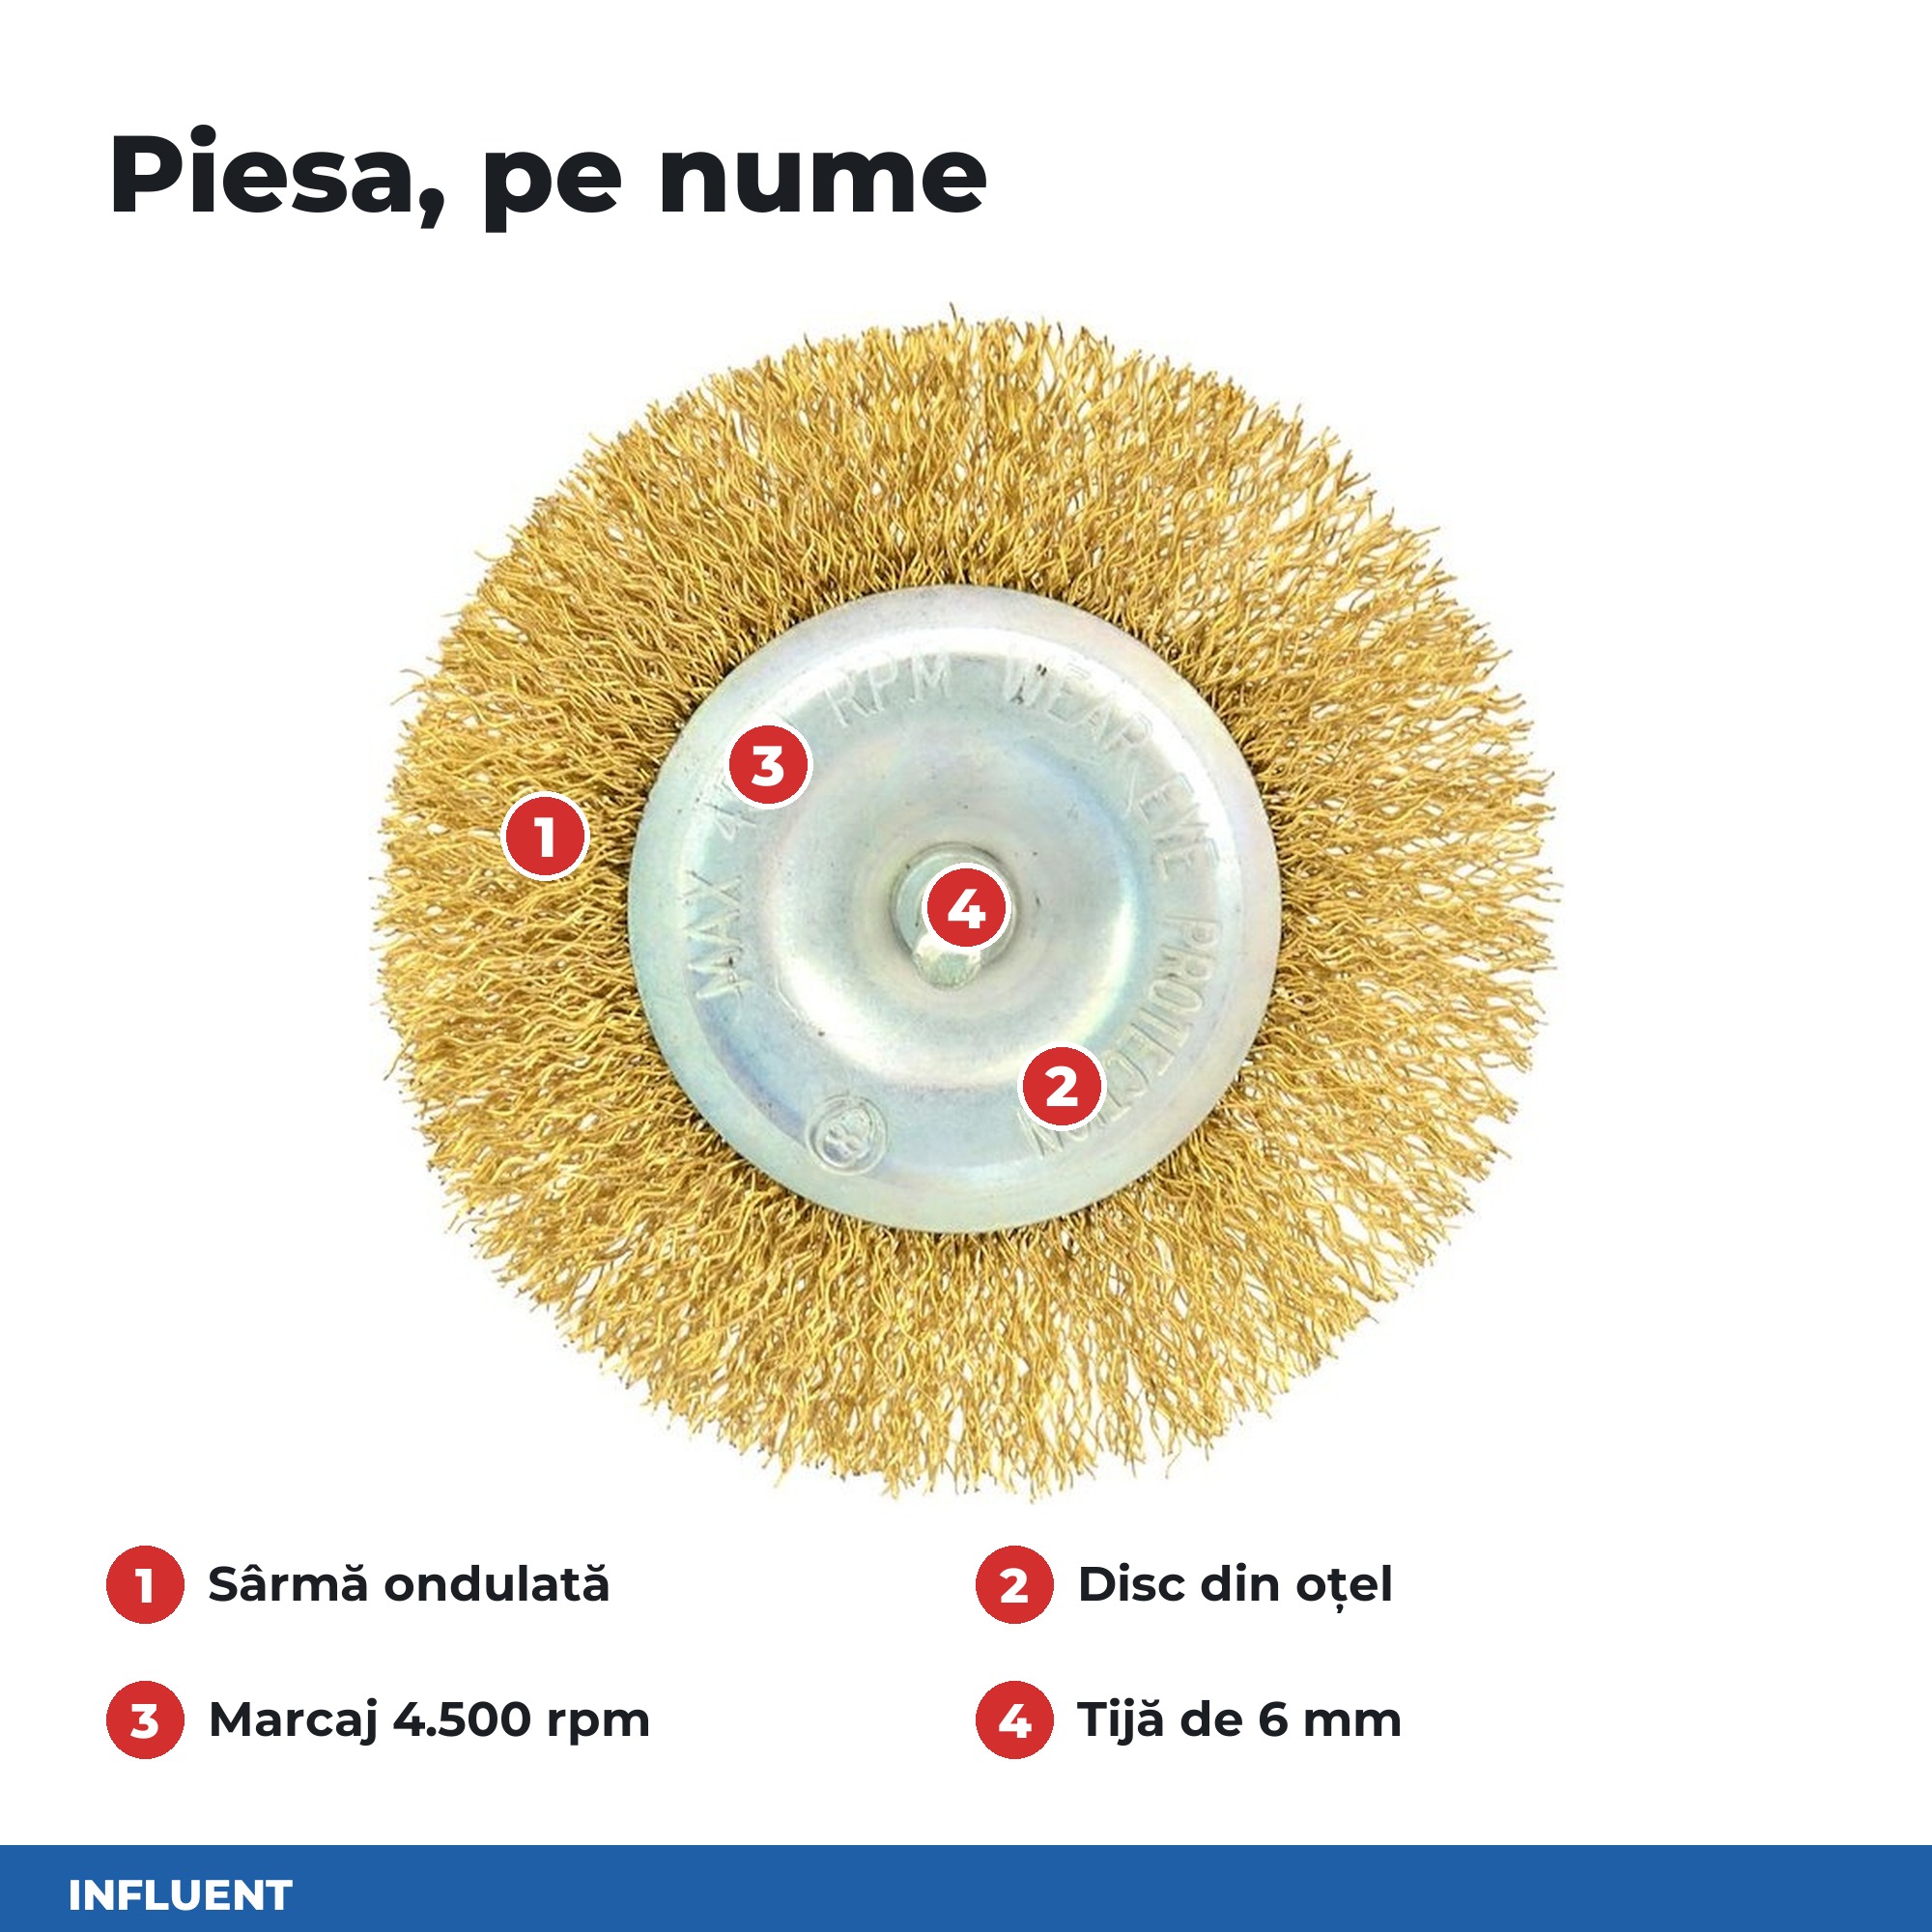 Piesa, pe nume
MAX 4 RPM WEAR EYE PROTECTION
3
1
4
2
1 Sârmă ondulată
2 Disc din oțel
3 Marcaj 4.500 rpm
4 Tijă de 6 mm
INFLUENT